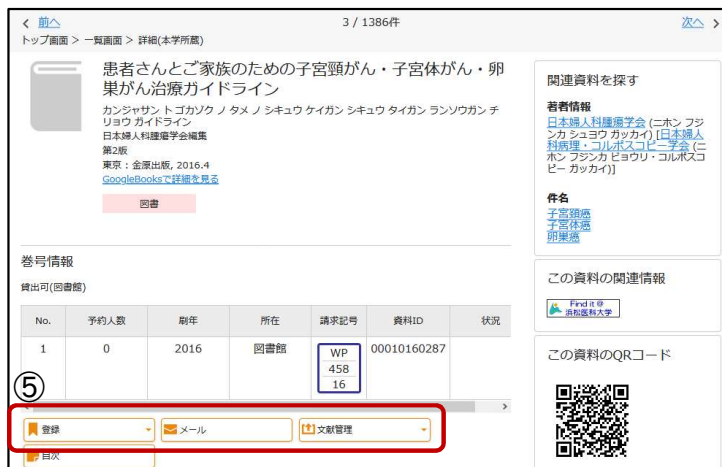 前へ
3 / 1386件
次へ
トップ画面 > 一覧画面 > 詳細(本学所蔵)
患者さんとご家族のための子宮頸がん・子宮体がん・卵
巣がん治療ガイドライン
カンジャサン ト ゴカゾク ノ タメ ノ シキュウ ケイガン シキュウ タイガン ランソウガン チ
リョウ ガイドライン
日本婦人科腫瘍学会編集
第2版
東京 : 金原出版, 2016.4
GoogleBooksで詳細を見る
図書
巻号情報
貸出可(図書館)
No. 予約人数 刷年 所在 請求記号 資料ID 状況
1 0 2016 図書館 WP 00010160287
458
16
⑤
登録 メール 文献管理
目次
関連資料を探す
著者情報
日本婦人科腫瘍学会 (ニホン フジ
ンカ シュヨウ ガッカイ) [日本婦人
科病理・コルポスコピー学会 (ニ
ホン フジンカ ビョウリ・コルポスコ
ピー ガッカイ)]
件名
子宮頸癌
子宮体癌
卵巣癌
この資料の関連情報
Find it @
浜松医科大学
この資料のQRコード